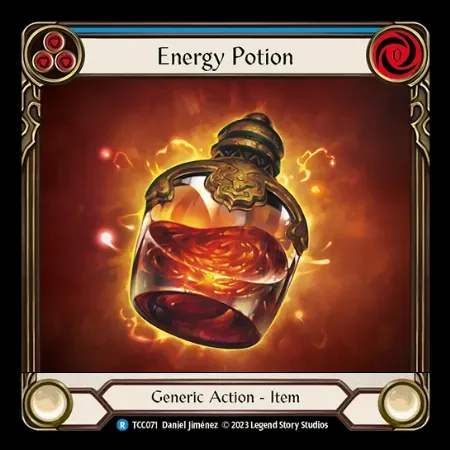 Energy Potion
0
Generic Action - Item
R TCC071 Daniel Jiménez © 2023 Legend Story Studios